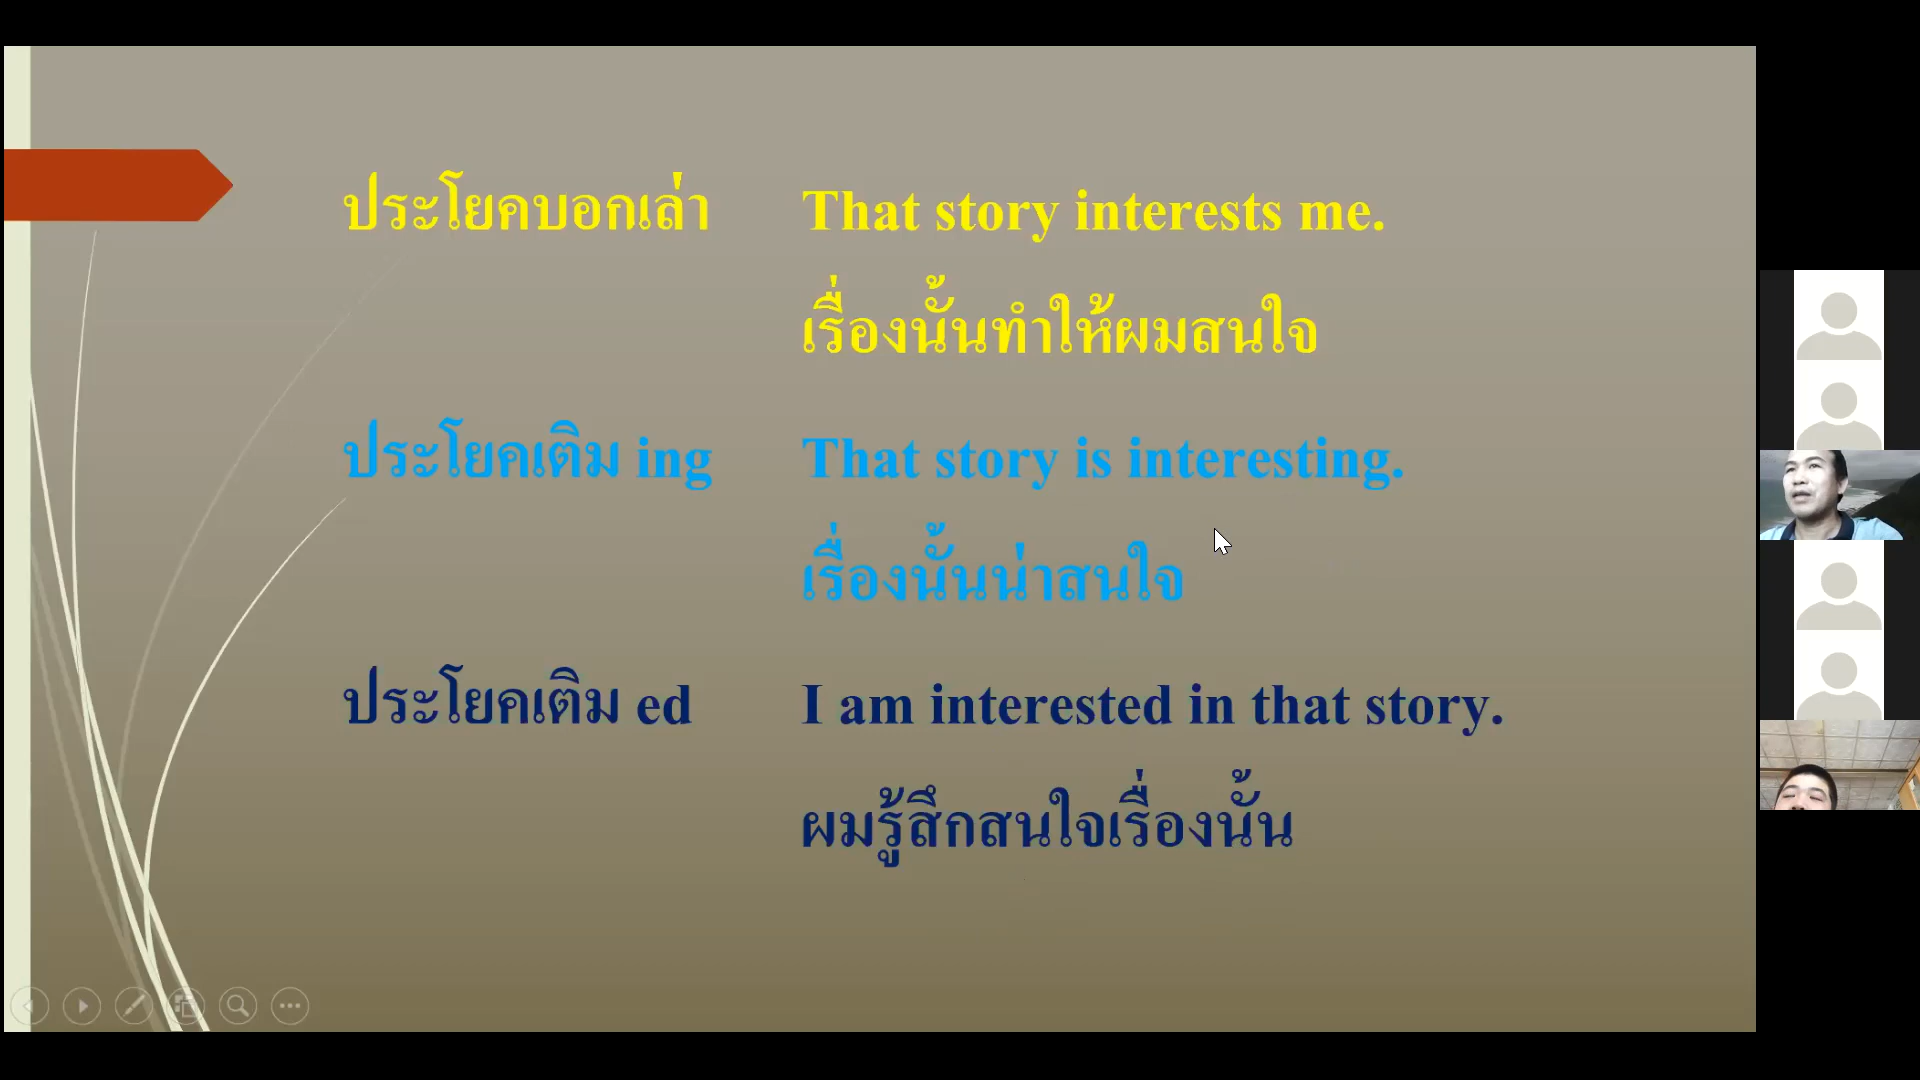 ประโยคบอกเล่า That story interests me.
เรื่องนั้นทำให้ผมสนใจ
ประโยคเติม ing That story is interesting.
เรื่องนั้นน่าสนใจ
ประโยคเติม ed I am interested in that story.
ผมรู้สึกสนใจเรื่องนั้น